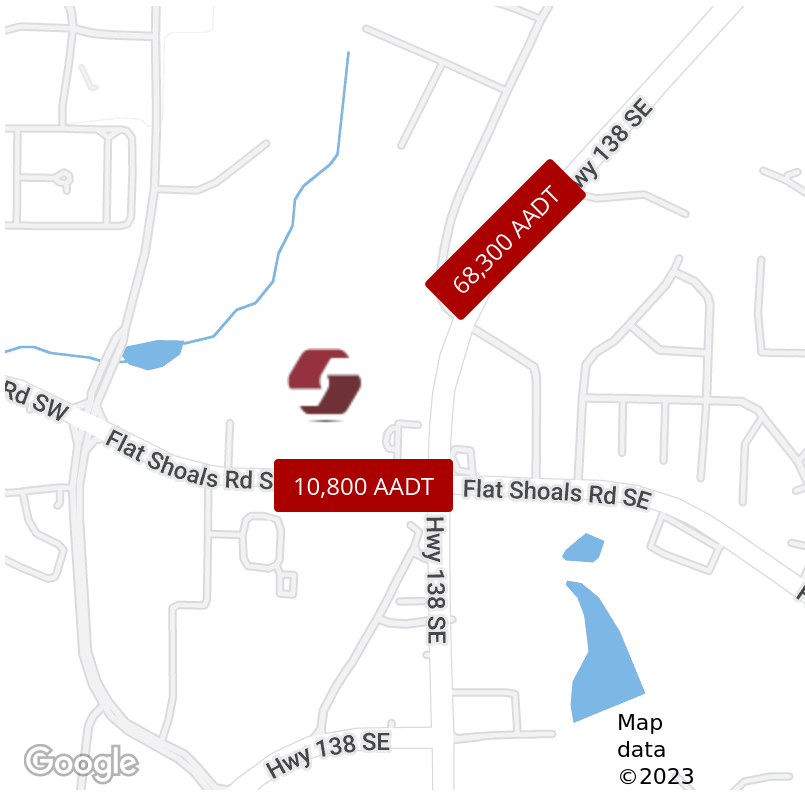 wy 138 SE
68,300 AADT
Rd SW
Flat Shoals Rd S
10,800 AADT
Flat Shoals Rd SE
Hwy 138 SE
Hwy 138 SE
Google
Map
data
©2023